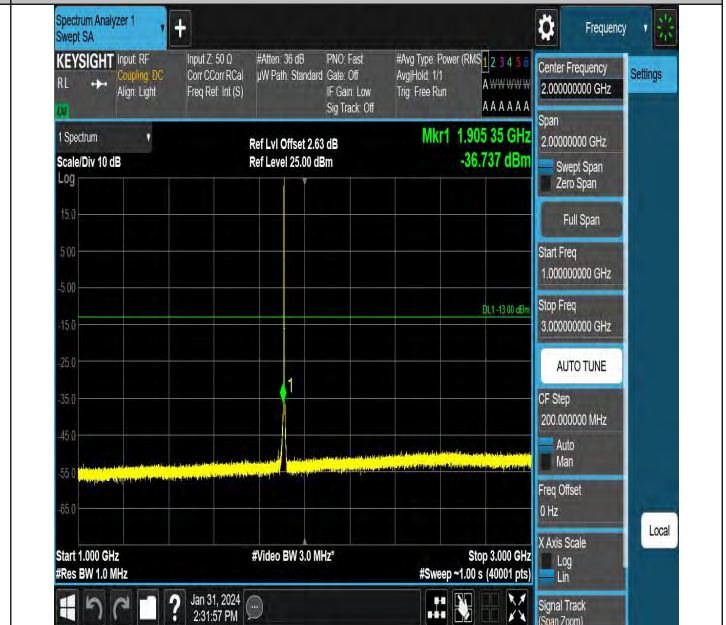 Spectrum Analyzer 1
Swept SA
+
Frequency
KEYSIGHT
RL
Input: RF
Coupling: DC
Align: Light
Input Z: 50 Ω
Corr CCorr RCal
Freq Ref: Int (S)
#Atten: 36 dB
µW Path: Standard
PNO: Fast
Gate: Off
IF Gain: Low
Sig Track: Off
#Avg Type: Power (RMS
Avg|Hold: 1/1
Trig: Free Run
1 2 3 4 5 6
A W W W W W
A A A A A A
1 Spectrum
Scale/Div 10 dB
Log
Ref Lvl Offset 2.63 dB
Ref Level 25.00 dBm
Mkr1 1.905 35 GHz
-36.737 dBm
15.0
5.00
-5.00
-15.0
-25.0
-35.0
-45.0
-55.0
-65.0
DL1 -13.00 dBm
1
Start 1.000 GHz
#Res BW 1.0 MHz
#Video BW 3.0 MHz*
Stop 3.000 GHz
#Sweep ~1.00 s (40001 pts)
?
Jan 31, 2024
2:31:57 PM
Center Frequency
2.000000000 GHz
Settings
Span
2.00000000 GHz
Swept Span
Zero Span
Full Span
Start Freq
1.000000000 GHz
Stop Freq
3.000000000 GHz
AUTO TUNE
CF Step
200.000000 MHz
Auto
Man
Freq Offset
0 Hz
X Axis Scale
Log
Lin
Local
Signal Track
(Span Zoom)